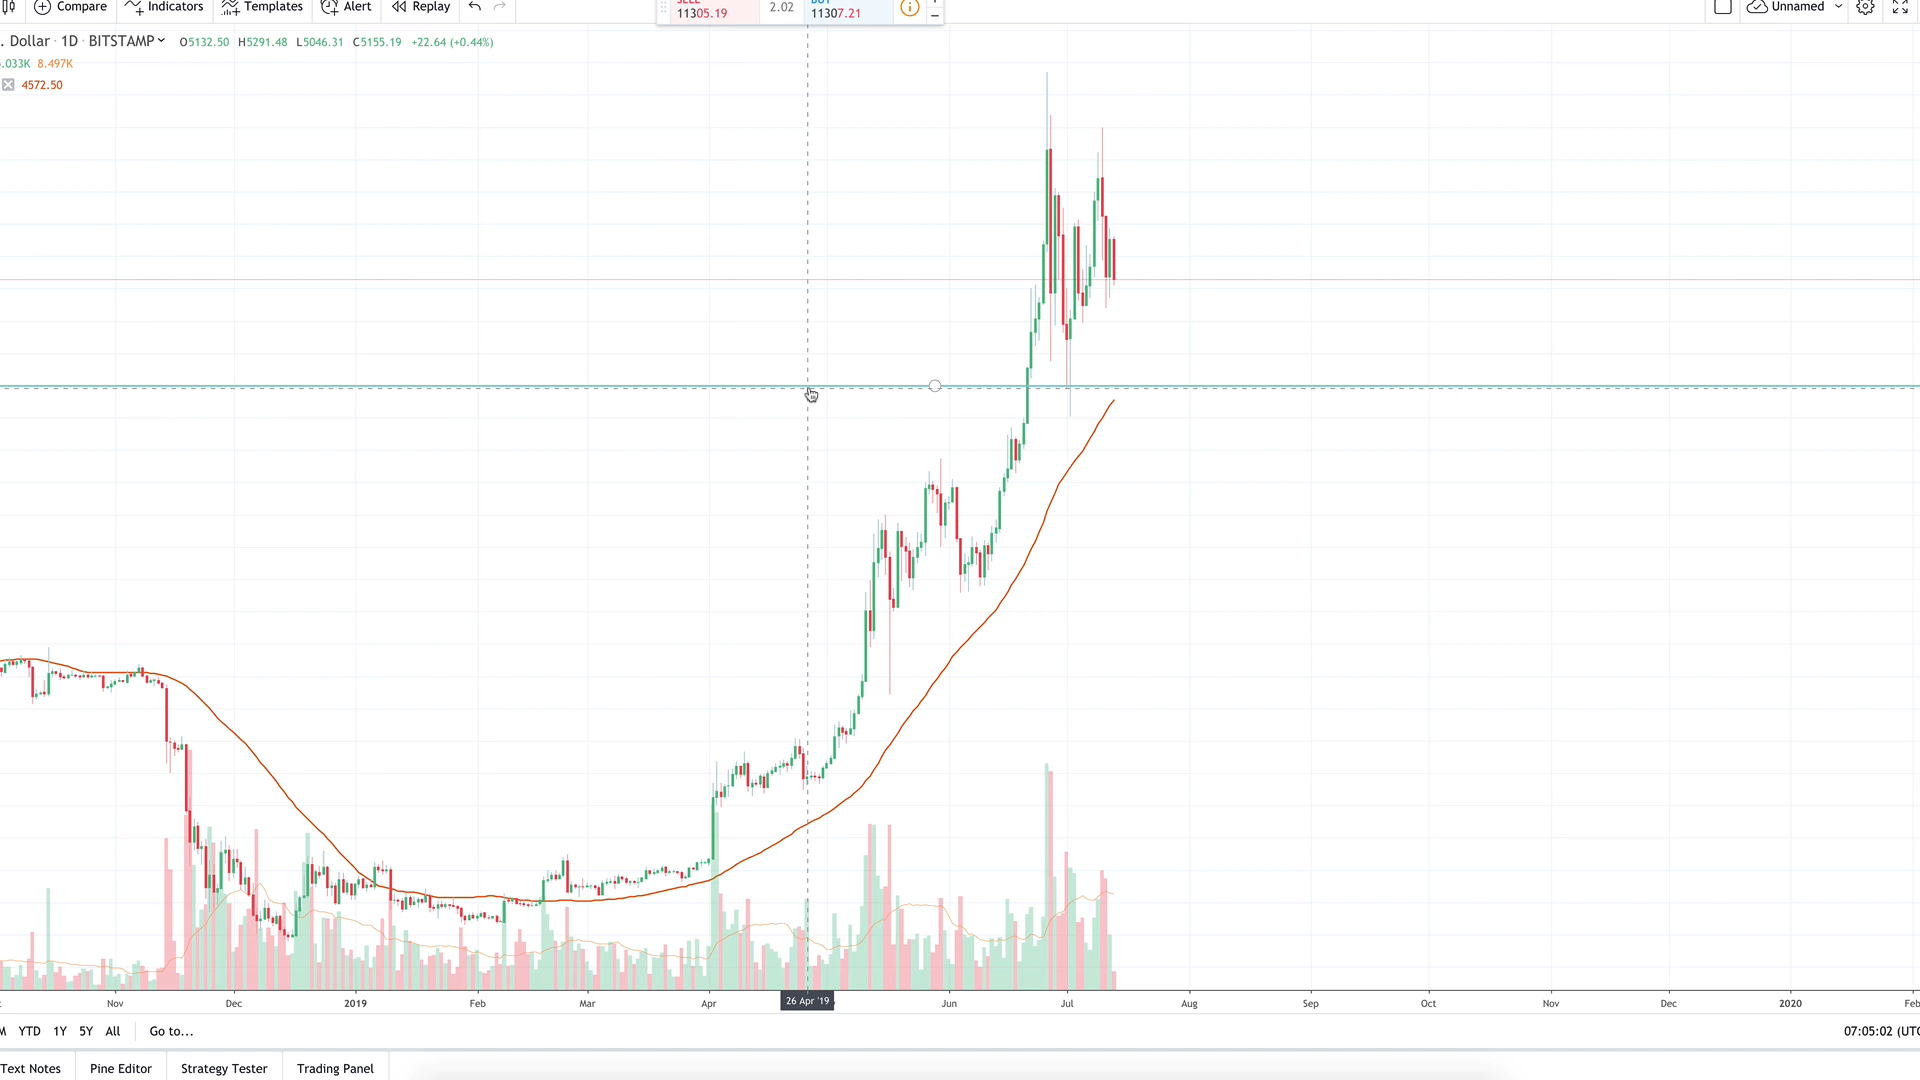 Compare Indicators Templates Alert Replay
11305.19 2.02 11307.21 Unnamed
. Dollar · 1D · BITSTAMP O5132.50 H5291.48 L5046.31 C5155.19 +22.64 (+0.44%)
.033K 8.497K
4572.50
Nov Dec 2019 Feb Mar Apr 26 Apr '19 Jun Jul Aug Sep Oct Nov Dec 2020 Feb
M YTD 1Y 5Y All Go to... 07:05:02 (UTC
Text Notes Pine Editor Strategy Tester Trading Panel